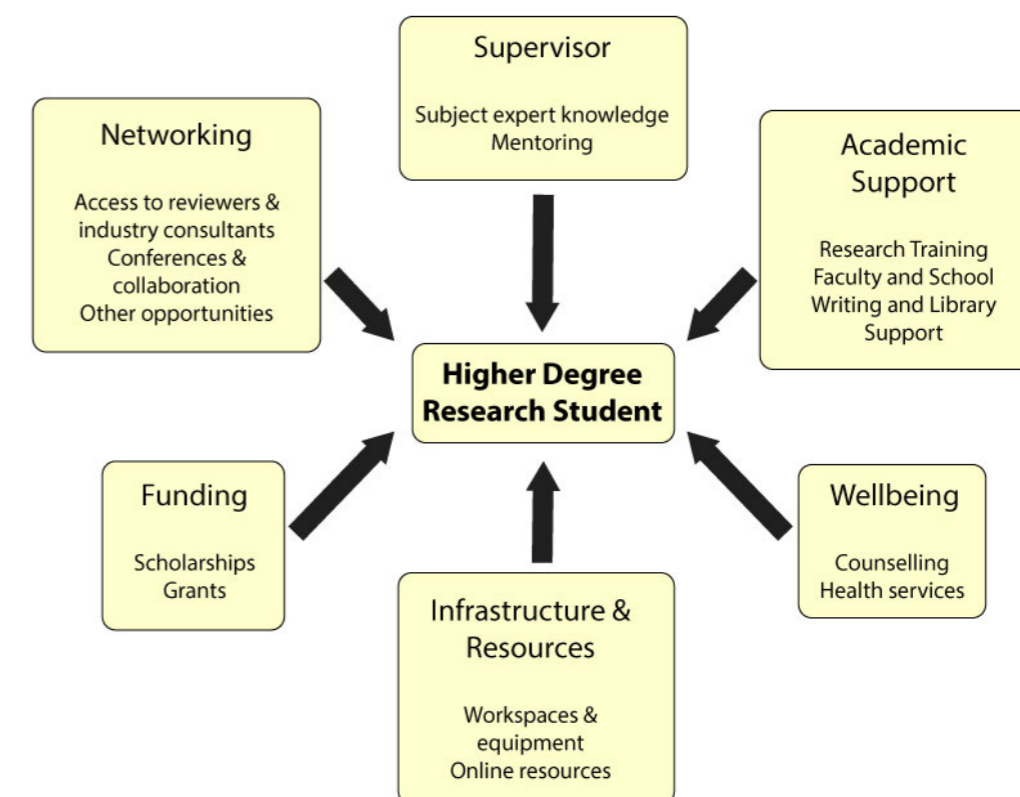 Supervisor
Subject expert knowledge
Mentoring
Networking
Access to reviewers &
industry consultants
Conferences &
collaboration
Other opportunities
Academic
Support
Research Training
Faculty and School
Writing and Library
Support
Higher Degree
Research Student
Funding
Scholarships
Grants
Infrastructure &
Resources
Workspaces &
equipment
Online resources
Wellbeing
Counselling
Health services